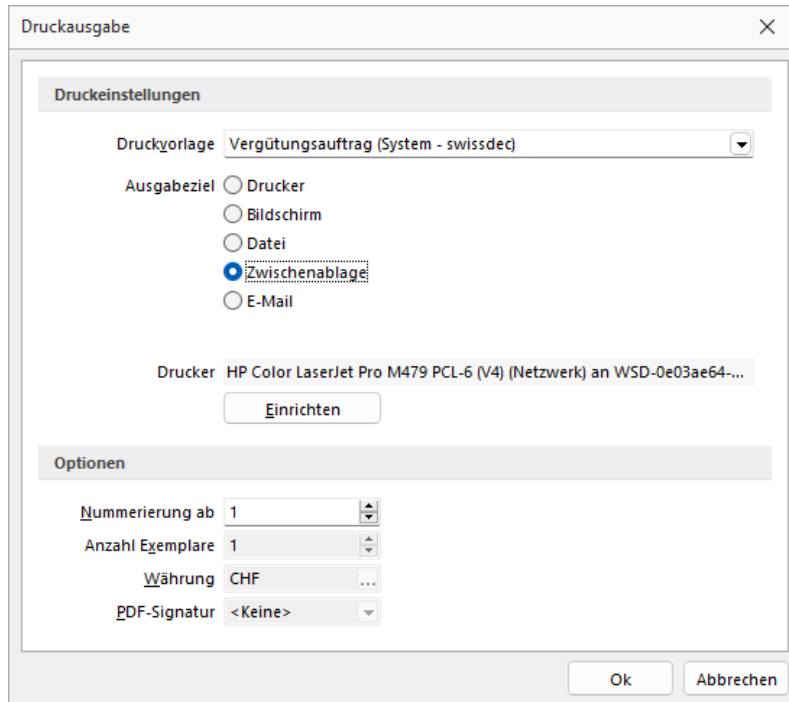 Druckausgabe
Druckeinstellungen
Druckvorlage Vergütungsauftrag (System - swissdec)
Ausgabeziel Drucker
Bildschirm
Datei
Zwischenablage
E-Mail
Drucker HP Color LaserJet Pro M479 PCL-6 (V4) (Netzwerk) an WSD-0e03ae64-...
Einrichten
Optionen
Nummerierung ab 1
Anzahl Exemplare 1
Währung CHF ...
PDF-Signatur <Keine>
Ok Abbrechen